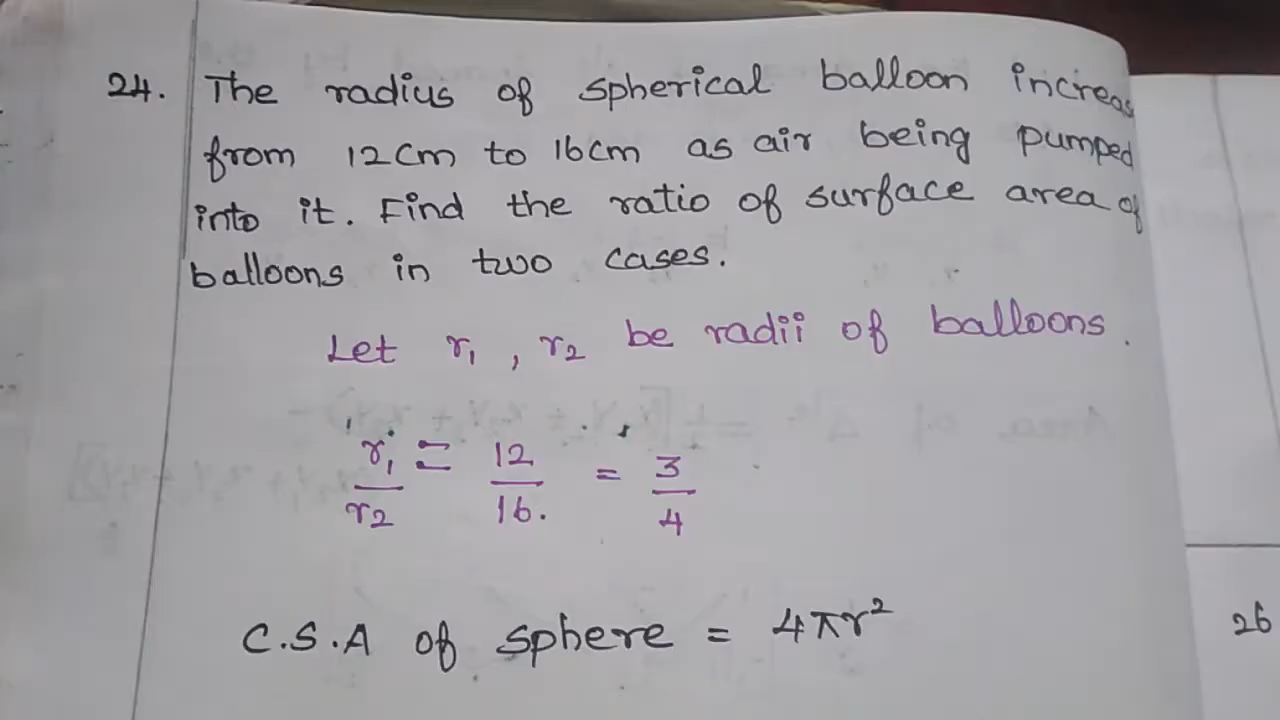 24. The radius of spherical balloon increas
from 12cm to 16cm as air being pumped
into it. Find the ratio of surface area of
balloons in two cases.
Let r₁, r₂ be radii of balloons.
r₁/r₂ = 12/16. = 3/4
C.S.A of sphere = 4πr²
26